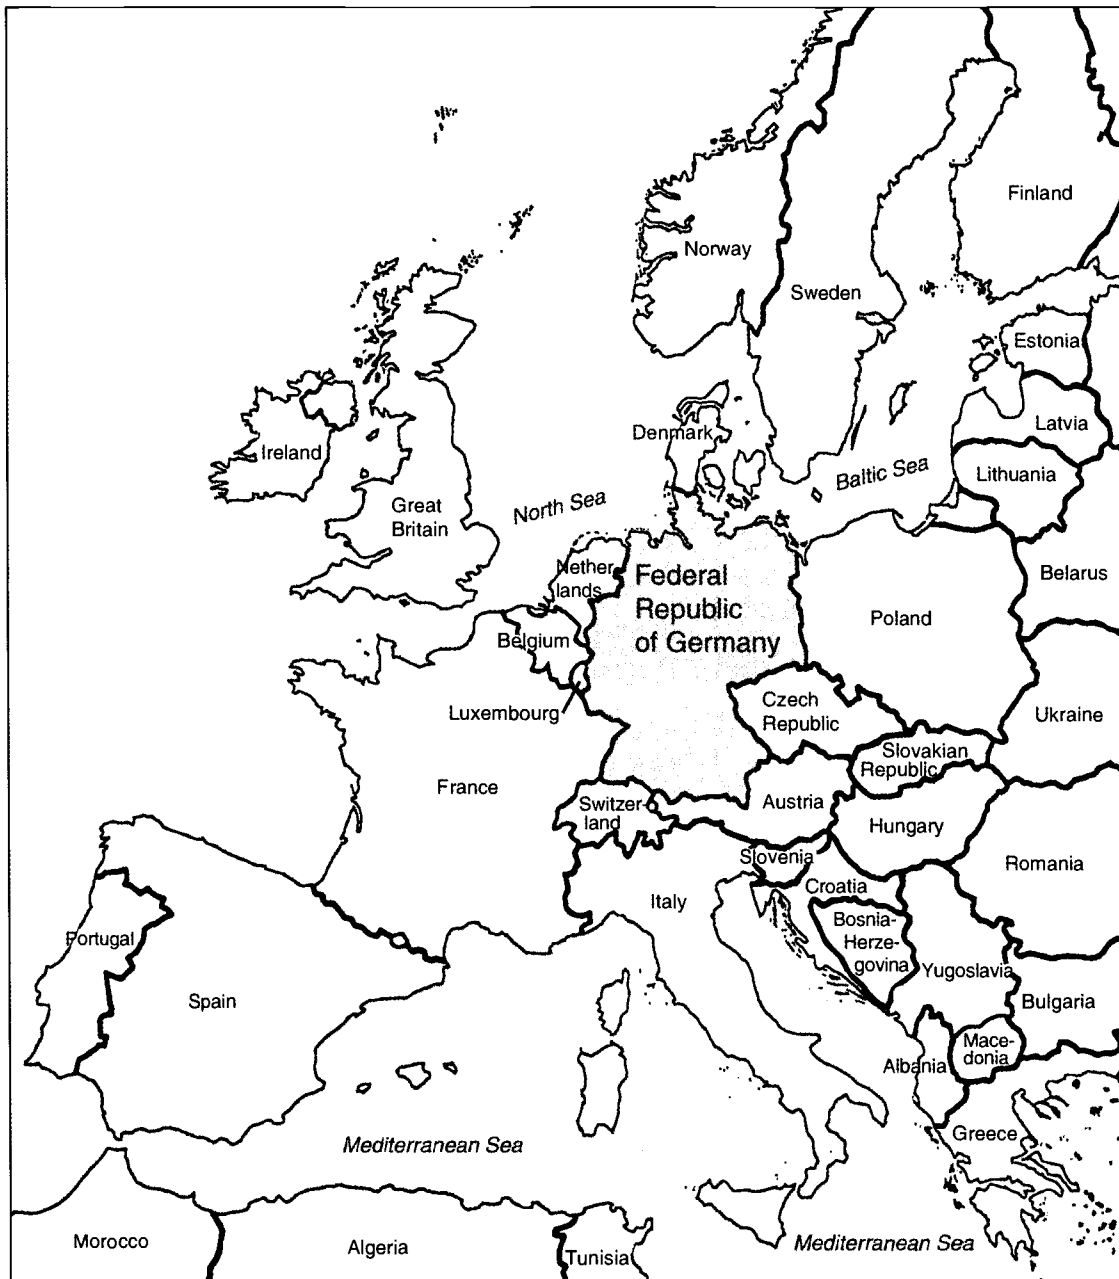 Finland
Norway
Sweden
Estonia
Latvia
Denmark
Ireland
Baltic Sea
Lithuania
North Sea
Great
Britain
Nether
lands
Federal
Republic
of Germany
Belarus
Poland
Belgium
Luxembourg
Czech
Republic
Ukraine
Slovakian
Republic
France
Switzer-
land
Austria
Hungary
Slovenia
Romania
Croatia
Italy
Bosnia-
Herze-
govina
Portugal
Spain
Yugoslavia
Bulgaria
Mace-
donia
Albania
Greece
Mediterranean Sea
Morocco
Algeria
Tunisia
Mediterranean Sea